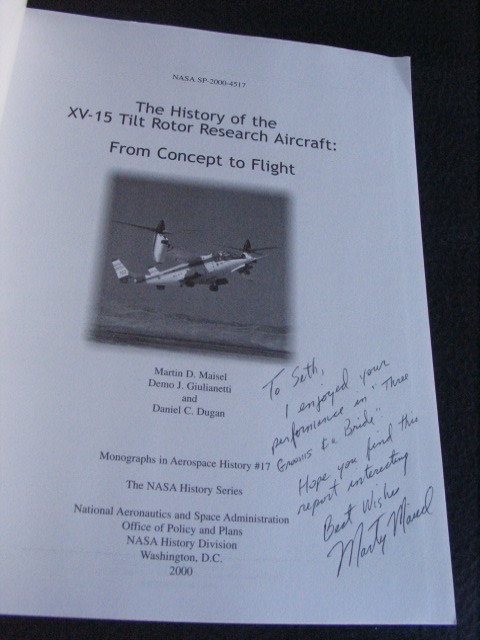 NASA SP-2000-4517
The History of the
XV-15 Tilt Rotor Research Aircraft:
From Concept to Flight
Martin D. Maisel
Demo J. Giulianetti
and
Daniel C. Dugan
Monographs in Aerospace History #17
The NASA History Series
National Aeronautics and Space Administration
Office of Policy and Plans
NASA History Division
Washington, D.C.
2000
To Seth,
I enjoyed your
performance in "Three
Grooms & a Bride".
Hope you find this
report interesting
Best Wishes
Marty Maisel